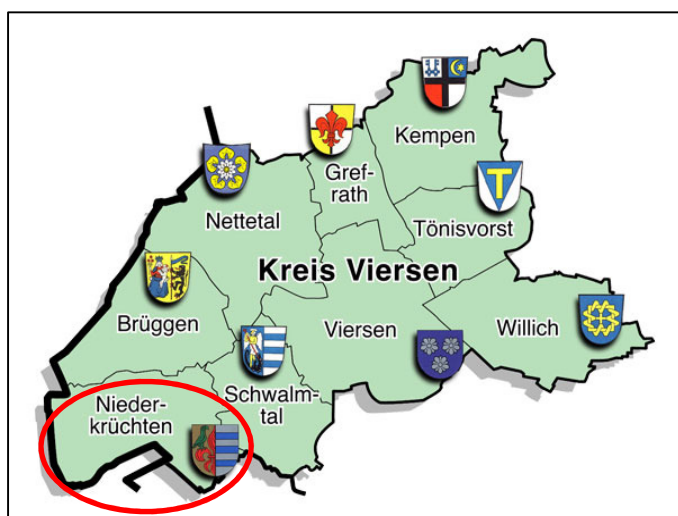 Kempen
Gref-
rath
T
Nettetal
Tönisvorst
Kreis Viersen
Brüggen
Viersen
Willich
Schwalm-
tal
Nieder-
krüchten